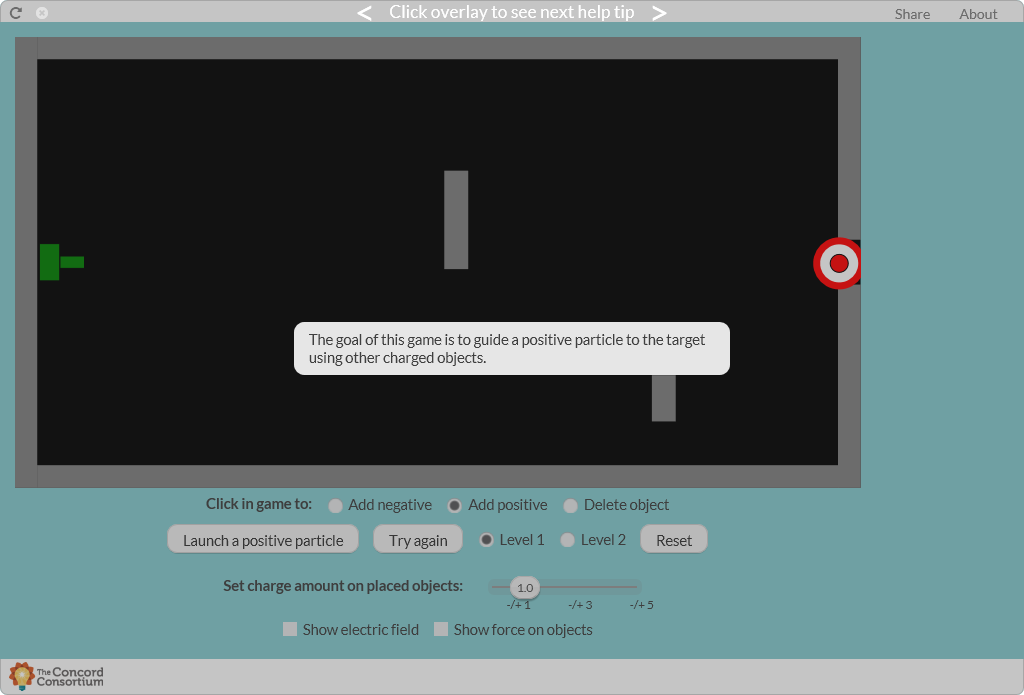 < Click overlay to see next help tip >
Share About
The goal of this game is to guide a positive particle to the target
using other charged objects.
Click in game to: Add negative Add positive Delete object
Launch a positive particle Try again Level 1 Level 2 Reset
Set charge amount on placed objects: 1.0
-/+ 1 -/+ 3 -/+ 5
Show electric field Show force on objects
The Concord
Consortium